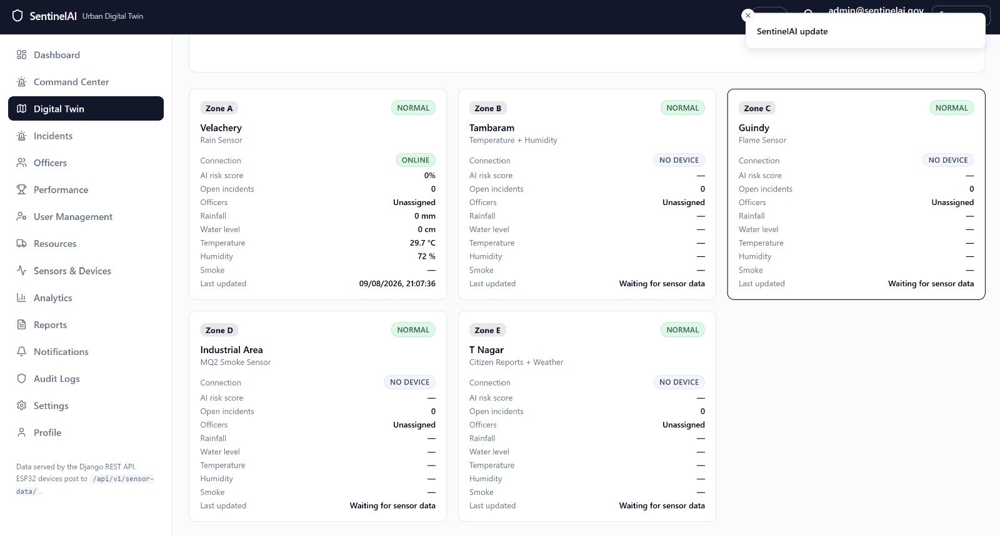 SentinelAI Urban Digital Twin
admin@sentinelai.gov
SentinelAI update
Dashboard
Command Center
Digital Twin
Incidents
Officers
Performance
User Management
Resources
Sensors & Devices
Analytics
Reports
Notifications
Audit Logs
Settings
Profile
Data served by the Django REST API.
ESP32 devices post to /api/v1/sensor-
data/ .
Zone A NORMAL
Velachery
Rain Sensor
Connection ONLINE
AI risk score 0%
Open incidents 0
Officers Unassigned
Rainfall 0 mm
Water level 0 cm
Temperature 29.7 °C
Humidity 72 %
Smoke —
Last updated 09/08/2026, 21:07:36
Zone B NORMAL
Tambaram
Temperature + Humidity
Connection NO DEVICE
AI risk score —
Open incidents 0
Officers Unassigned
Rainfall —
Water level —
Temperature —
Humidity —
Smoke —
Last updated Waiting for sensor data
Zone C NORMAL
Guindy
Flame Sensor
Connection NO DEVICE
AI risk score —
Open incidents 0
Officers Unassigned
Rainfall —
Water level —
Temperature —
Humidity —
Smoke —
Last updated Waiting for sensor data
Zone D NORMAL
Industrial Area
MQ2 Smoke Sensor
Connection NO DEVICE
AI risk score —
Open incidents 0
Officers Unassigned
Rainfall —
Water level —
Temperature —
Humidity —
Smoke —
Last updated Waiting for sensor data
Zone E NORMAL
T Nagar
Citizen Reports + Weather
Connection NO DEVICE
AI risk score —
Open incidents 0
Officers Unassigned
Rainfall —
Water level —
Temperature —
Humidity —
Smoke —
Last updated Waiting for sensor data